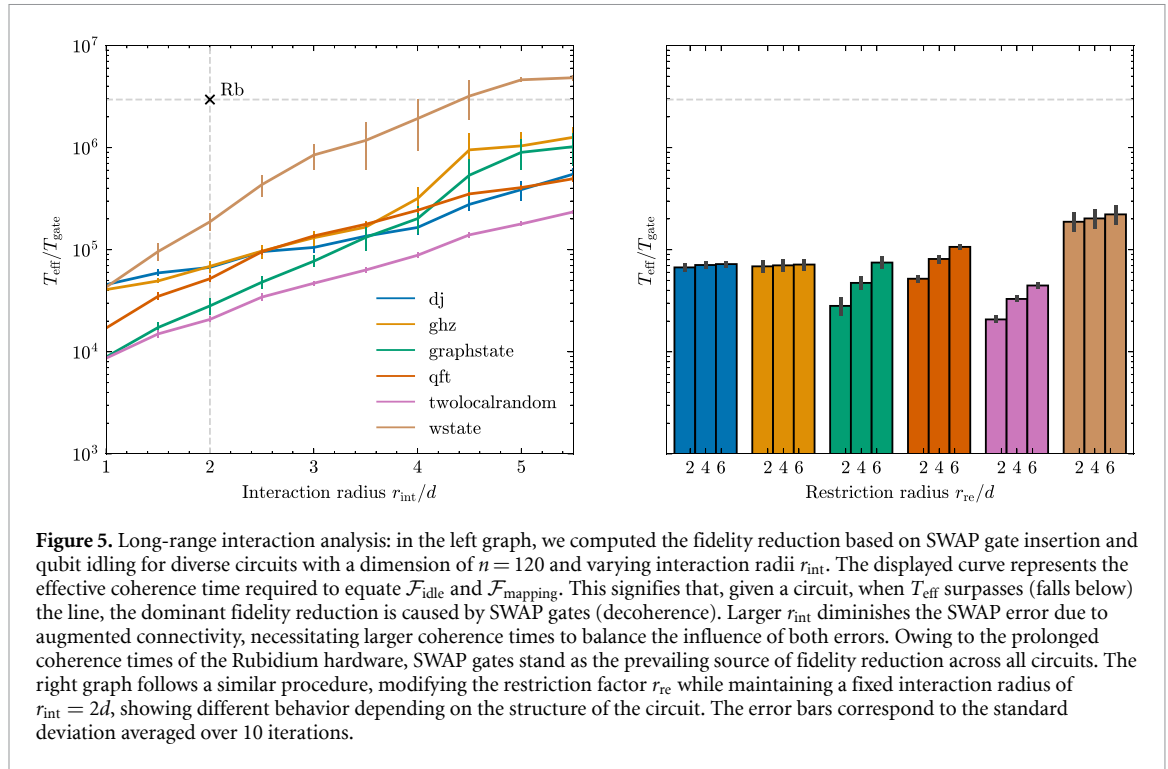 10^7
10^6
10^5
10^4
10^3
T_eff/T_gate
Rb
dj
ghz
graphstate
qft
twolocalrandom
wstate
1 2 3 4 5
Interaction radius r_int/d
T_eff/T_gate
2 4 6 2 4 6 2 4 6 2 4 6 2 4 6 2 4 6
Restriction radius r_re/d
Figure 5. Long-range interaction analysis: in the left graph, we computed the fidelity reduction based on SWAP gate insertion and
qubit idling for diverse circuits with a dimension of n = 120 and varying interaction radii r_int. The displayed curve represents the
effective coherence time required to equate F_idle and F_mapping. This signifies that, given a circuit, when T_eff surpasses (falls below)
the line, the dominant fidelity reduction is caused by SWAP gates (decoherence). Larger r_int diminishes the SWAP error due to
augmented connectivity, necessitating larger coherence times to balance the influence of both errors. Owing to the prolonged
coherence times of the Rubidium hardware, SWAP gates stand as the prevailing source of fidelity reduction across all circuits. The
right graph follows a similar procedure, modifying the restriction factor r_re while maintaining a fixed interaction radius of
r_int = 2d, showing different behavior depending on the structure of the circuit. The error bars correspond to the standard
deviation averaged over 10 iterations.